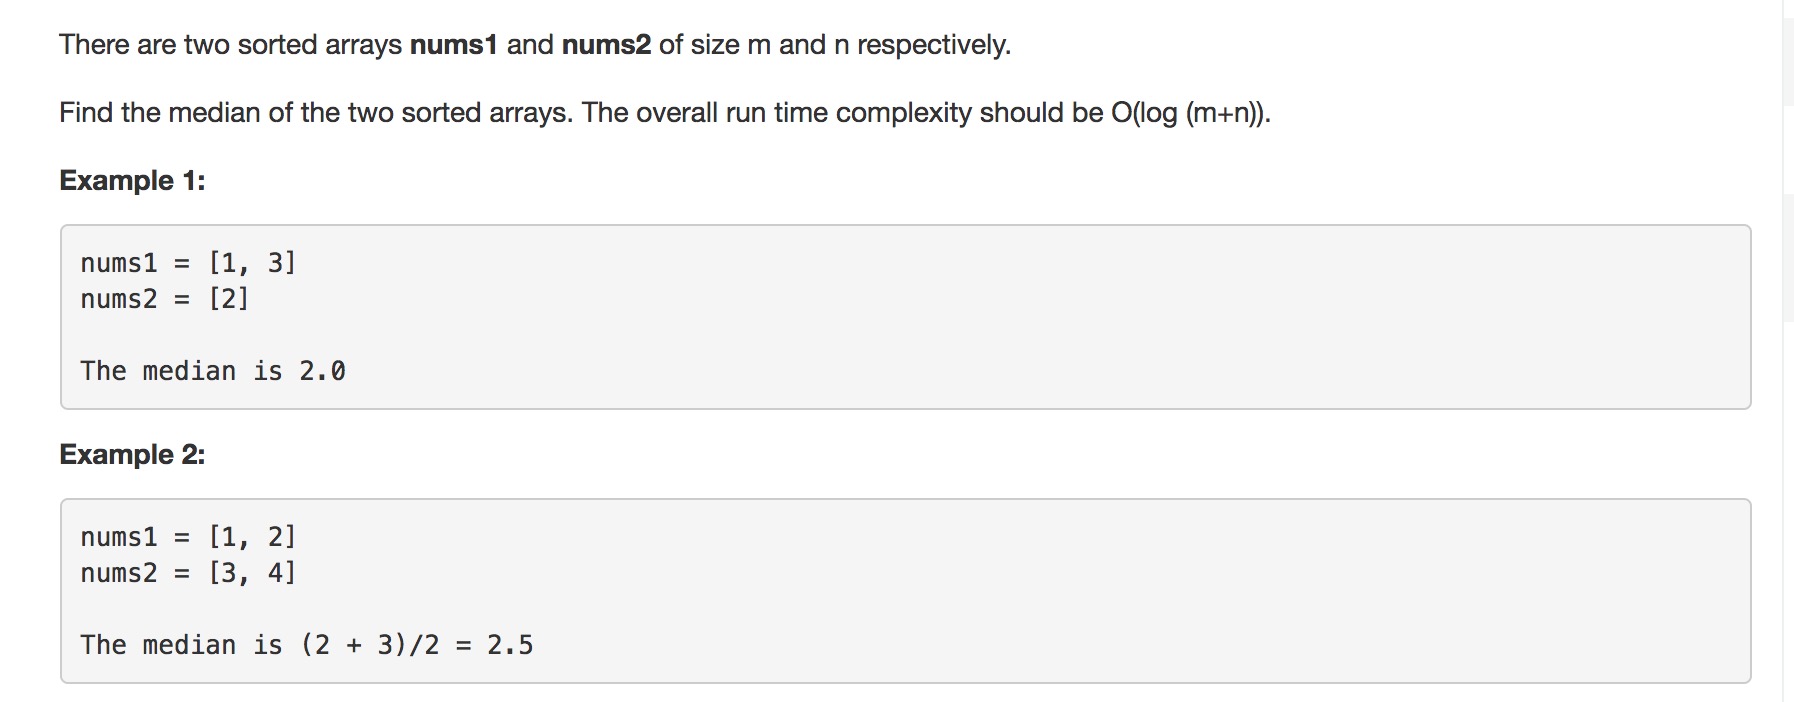 There are two sorted arrays nums1 and nums2 of size m and n respectively.
Find the median of the two sorted arrays. The overall run time complexity should be O(log (m+n)).
Example 1:
nums1 = [1, 3]
nums2 = [2]
The median is 2.0
Example 2:
nums1 = [1, 2]
nums2 = [3, 4]
The median is (2 + 3)/2 = 2.5